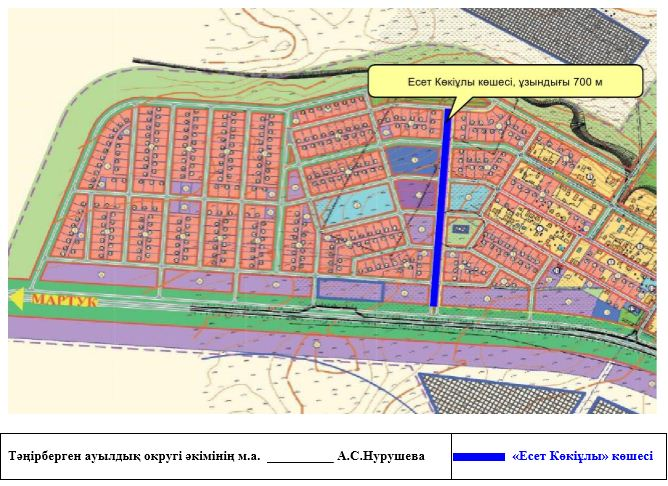 Есет Көкіұлы көшесі, ұзындығы 700 м
МАРТУК
Тәңірберген ауылдық округі әкімінің м.а. __________ А.С.Нурушева
«Есет Көкіұлы» көшесі